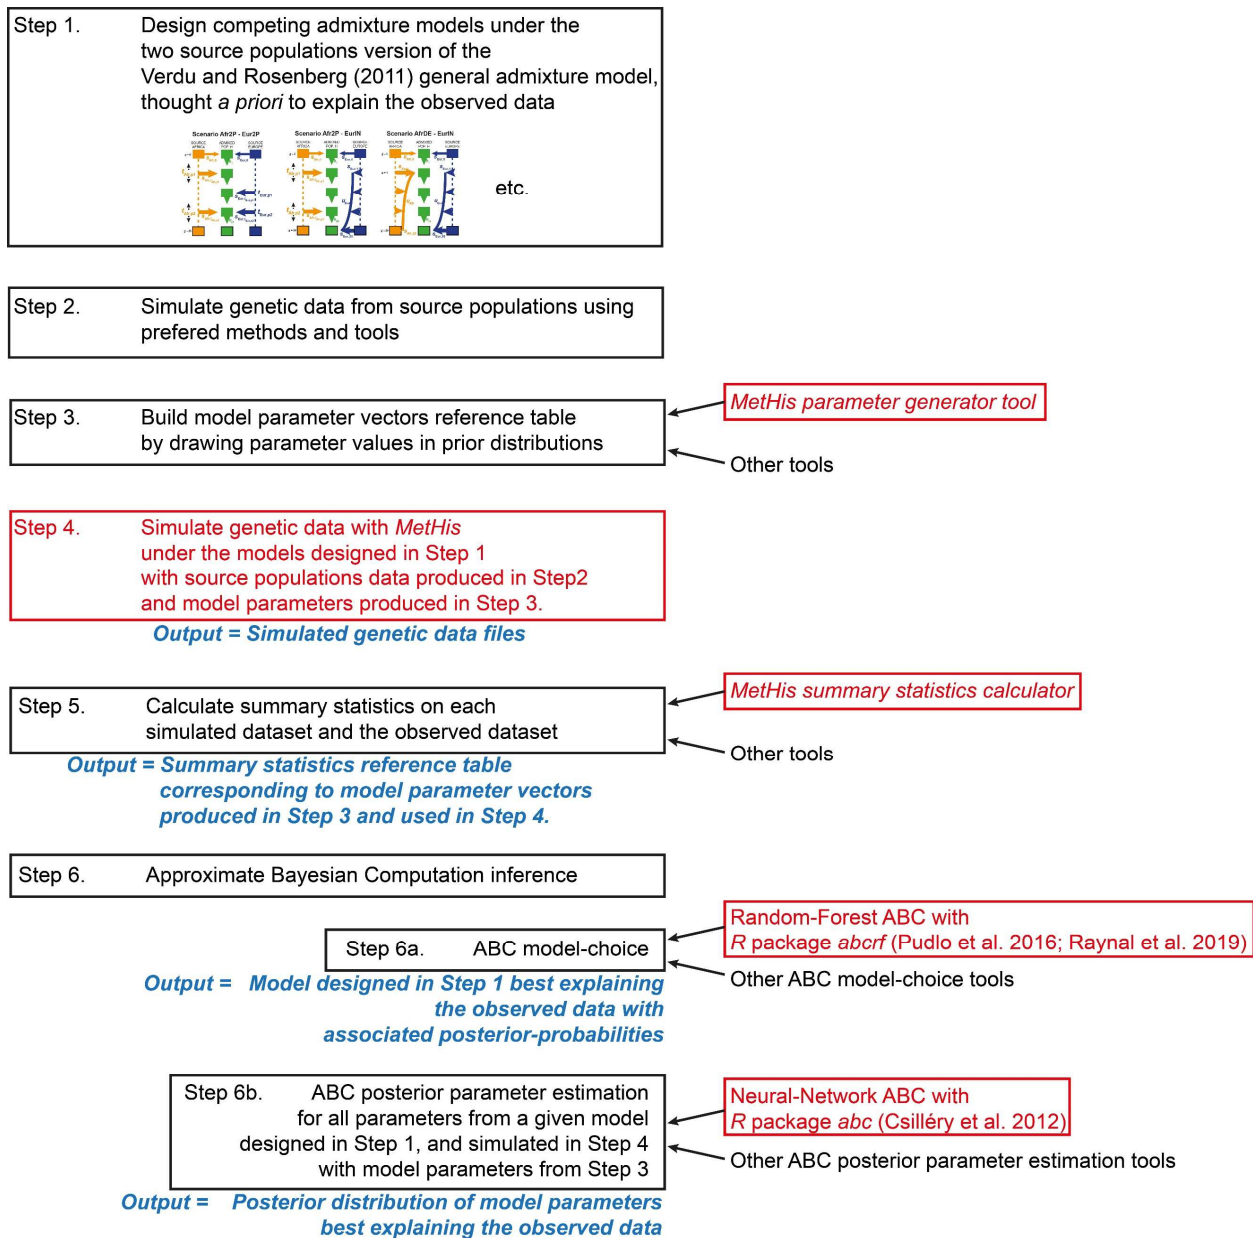 Step 1. Design competing admixture models under the
two source populations version of the
Verdu and Rosenberg (2011) general admixture model,
thought a priori to explain the observed data
Scenario Afr2P - Eur2P Scenario Afr2P - EurIN Scenario AfrDE - EurIN
etc.
Step 2. Simulate genetic data from source populations using
prefered methods and tools
Step 3. Build model parameter vectors reference table
by drawing parameter values in prior distributions
MetHis parameter generator tool
Other tools
Step 4. Simulate genetic data with MetHis
under the models designed in Step 1
with source populations data produced in Step2
and model parameters produced in Step 3.
Output = Simulated genetic data files
Step 5. Calculate summary statistics on each
simulated dataset and the observed dataset
MetHis summary statistics calculator
Other tools
Output = Summary statistics reference table
corresponding to model parameter vectors
produced in Step 3 and used in Step 4.
Step 6. Approximate Bayesian Computation inference
Step 6a. ABC model-choice
Random-Forest ABC with
R package abcrf (Pudlo et al. 2016; Raynal et al. 2019)
Other ABC model-choice tools
Output = Model designed in Step 1 best explaining
the observed data with
associated posterior-probabilities
Step 6b. ABC posterior parameter estimation
for all parameters from a given model
designed in Step 1, and simulated in Step 4
with model parameters from Step 3
Neural-Network ABC with
R package abc (Csilléry et al. 2012)
Other ABC posterior parameter estimation tools
Output = Posterior distribution of model parameters
best explaining the observed data